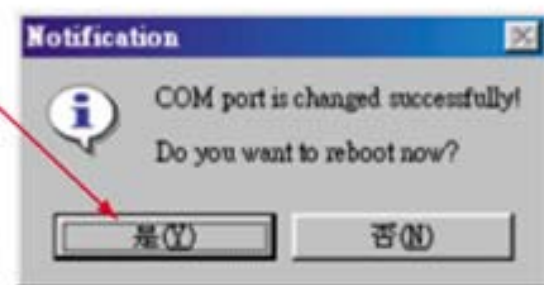 Notification
COM port is changed successfully!
Do you want to reboot now?
是(Y) 否(N)